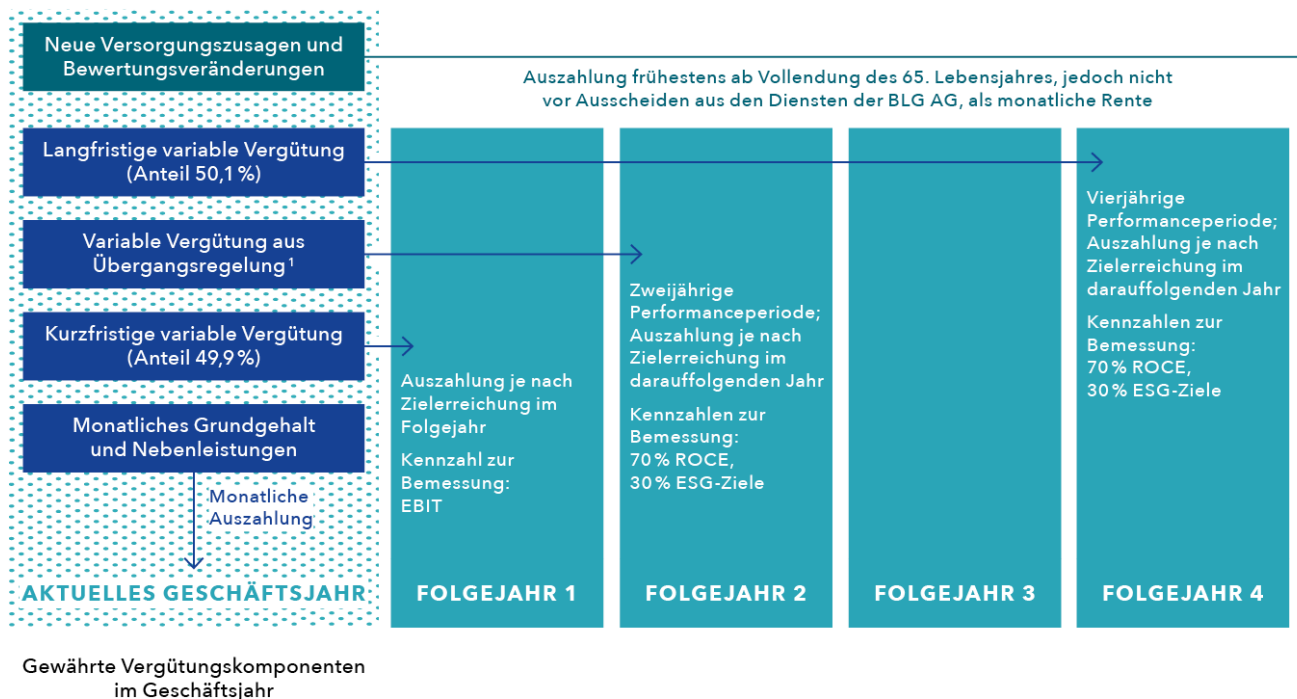 Neue Versorgungszusagen und
Bewertungsveränderungen
Auszahlung frühestens ab Vollendung des 65. Lebensjahres, jedoch nicht
vor Ausscheiden aus den Diensten der BLG AG, als monatliche Rente
Langfristige variable Vergütung
(Anteil 50,1 %)
Variable Vergütung aus
Übergangsregelung¹
Kurzfristige variable Vergütung
(Anteil 49,9 %)
Monatliches Grundgehalt
und Nebenleistungen
Monatliche
Auszahlung
AKTUELLES GESCHÄFTSJAHR
Auszahlung je nach
Zielerreichung im
Folgejahr
Kennzahl zur
Bemessung:
EBIT
FOLGEJAHR 1
Zweijährige
Performanceperiode;
Auszahlung je nach
Zielerreichung im
darauffolgenden Jahr
Kennzahlen zur
Bemessung:
70 % ROCE,
30 % ESG-Ziele
FOLGEJAHR 2
FOLGEJAHR 3
Vierjährige
Performanceperiode;
Auszahlung je nach
Zielerreichung im
darauffolgenden Jahr
Kennzahlen zur
Bemessung:
70 % ROCE,
30 % ESG-Ziele
FOLGEJAHR 4
Gewährte Vergütungskomponenten
im Geschäftsjahr